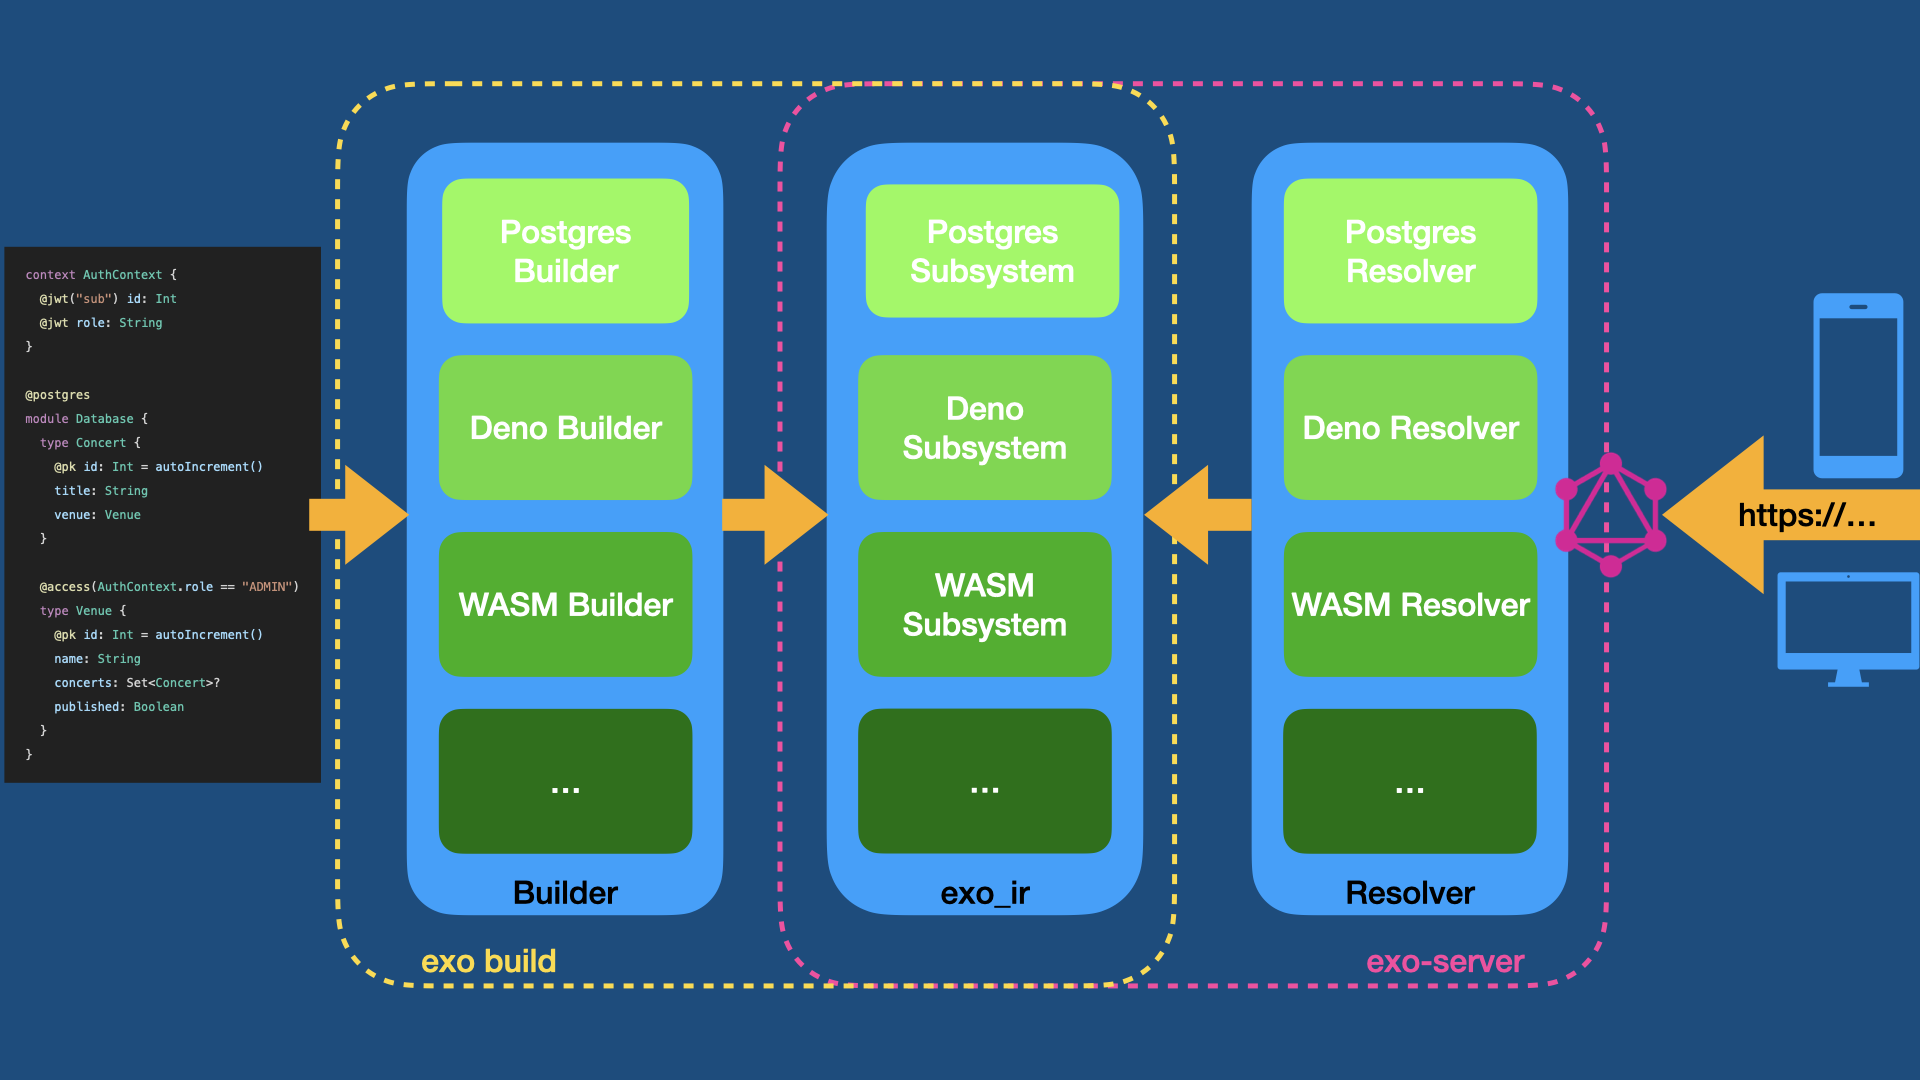 context AuthContext {
@jwt("sub") id: Int
@jwt role: String
}
@postgres
module Database {
type Concert {
@pk id: Int = autoIncrement()
title: String
venue: Venue
}
@access(AuthContext.role == "ADMIN")
type Venue {
@pk id: Int = autoIncrement()
name: String
concerts: Set<Concert>?
published: Boolean
}
}
Postgres
Builder
Deno Builder
WASM Builder
...
Builder
exo build
Postgres
Subsystem
Deno
Subsystem
WASM
Subsystem
...
exo_ir
Postgres
Resolver
Deno Resolver
WASM Resolver
...
Resolver
exo-server
https://...